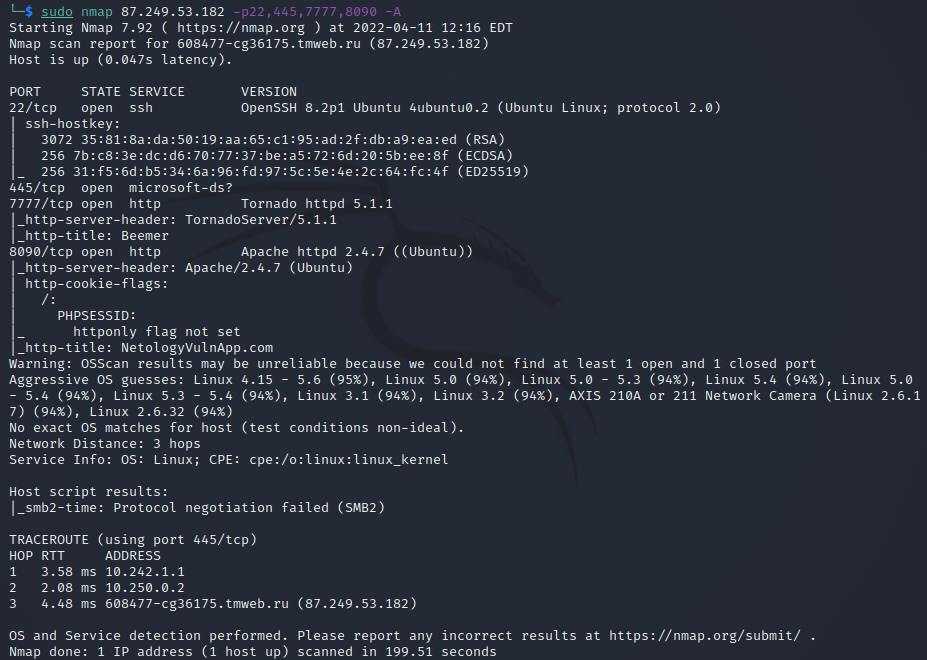 └─$ sudo nmap 87.249.53.182 -p22,445,7777,8090 -A
Starting Nmap 7.92 ( https://nmap.org ) at 2022-04-11 12:16 EDT
Nmap scan report for 608477-cg36175.tmweb.ru (87.249.53.182)
Host is up (0.047s latency).

PORT     STATE SERVICE       VERSION
22/tcp   open  ssh           OpenSSH 8.2p1 Ubuntu 4ubuntu0.2 (Ubuntu Linux; protocol 2.0)
| ssh-hostkey:
|   3072 35:81:8a:da:50:19:aa:65:c1:95:ad:2f:db:a9:ea:ed (RSA)
|   256 7b:c8:3e:dc:d6:70:77:37:be:a5:72:6d:20:5b:ee:8f (ECDSA)
|_  256 31:f5:6d:b5:34:6a:96:fd:97:5c:5e:4e:2c:64:fc:4f (ED25519)
445/tcp  open  microsoft-ds?
7777/tcp open  http          Tornado httpd 5.1.1
|_http-server-header: TornadoServer/5.1.1
|_http-title: Beemer
8090/tcp open  http          Apache httpd 2.4.7 ((Ubuntu))
|_http-server-header: Apache/2.4.7 (Ubuntu)
| http-cookie-flags:
|   /:
|     PHPSESSID:
|_      httponly flag not set
|_http-title: NetologyVulnApp.com
Warning: OSScan results may be unreliable because we could not find at least 1 open and 1 closed port
Aggressive OS guesses: Linux 4.15 - 5.6 (95%), Linux 5.0 (94%), Linux 5.0 - 5.3 (94%), Linux 5.4 (94%), Linux 5.0
- 5.4 (94%), Linux 5.3 - 5.4 (94%), Linux 3.1 (94%), Linux 3.2 (94%), AXIS 210A or 211 Network Camera (Linux 2.6.1
7) (94%), Linux 2.6.32 (94%)
No exact OS matches for host (test conditions non-ideal).
Network Distance: 3 hops
Service Info: OS: Linux; CPE: cpe:/o:linux:linux_kernel

Host script results:
|_smb2-time: Protocol negotiation failed (SMB2)

TRACEROUTE (using port 445/tcp)
HOP RTT     ADDRESS
1   3.58 ms 10.242.1.1
2   2.08 ms 10.250.0.2
3   4.48 ms 608477-cg36175.tmweb.ru (87.249.53.182)

OS and Service detection performed. Please report any incorrect results at https://nmap.org/submit/ .
Nmap done: 1 IP address (1 host up) scanned in 199.51 seconds